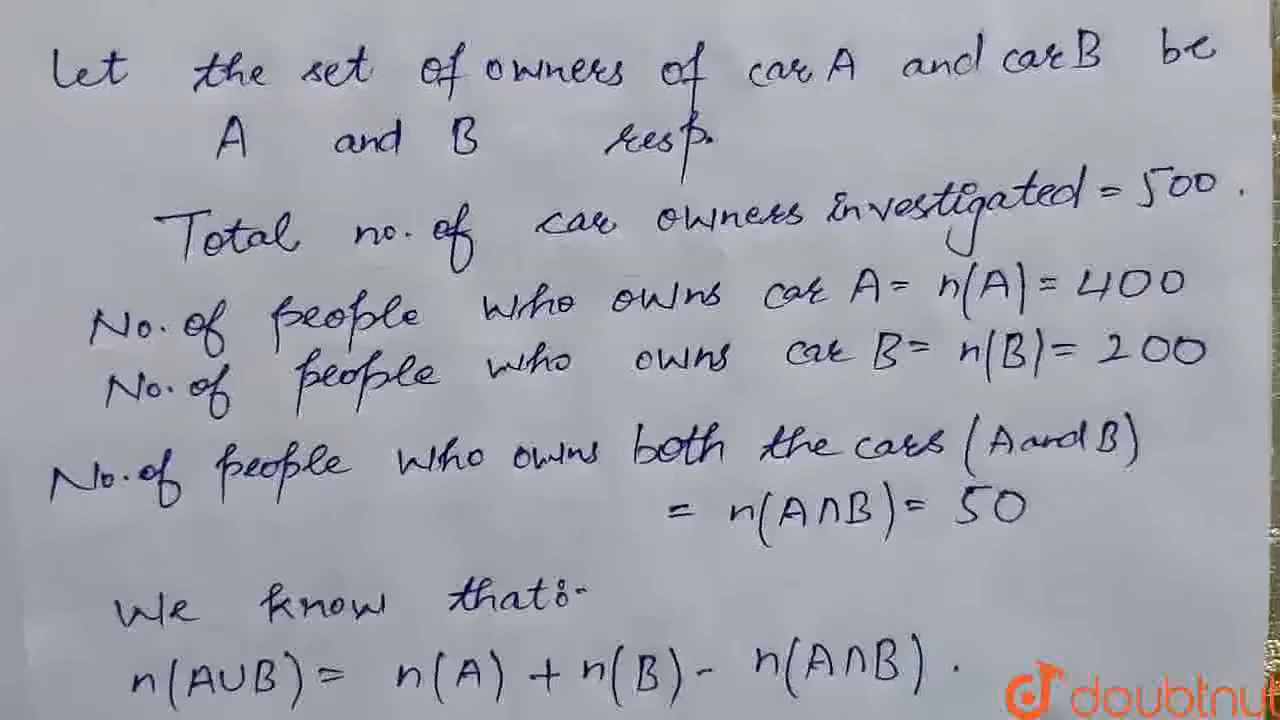 Let the set of owners of car A and car B be
A and B resp.
Total no. of car owners investigated = 500.
No. of people who owns car A = n(A) = 400
No. of people who owns car B = n(B) = 200
No. of people who owns both the cars (A and B)
= n(A∩B) = 50
We know that:-
n(A∪B) = n(A) + n(B) - n(A∩B).
doubtnut